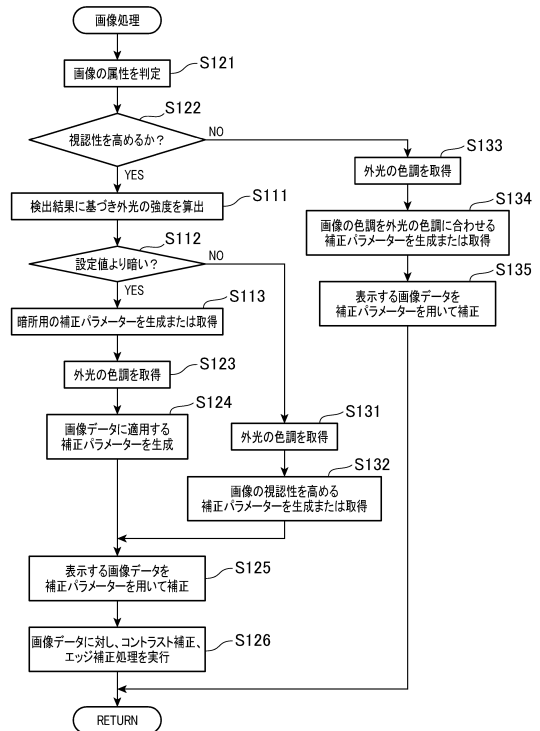 画像処理
画像の属性を判定
S121
視認性を高めるか？
S122
NO
YES
検出結果に基づき外光の強度を算出
S111
設定値より暗い？
S112
NO
YES
暗所用の補正パラメーターを生成または取得
S113
外光の色調を取得
S123
画像データに適用する
補正パラメーターを生成
S124
外光の色調を取得
S131
画像の視認性を高める
補正パラメーターを生成または取得
S132
外光の色調を取得
S133
画像の色調を外光の色調に合わせる
補正パラメーターを生成または取得
S134
表示する画像データを
補正パラメーターを用いて補正
S135
表示する画像データを
補正パラメーターを用いて補正
S125
画像データに対し、コントラスト補正、
エッジ補正処理を実行
S126
RETURN